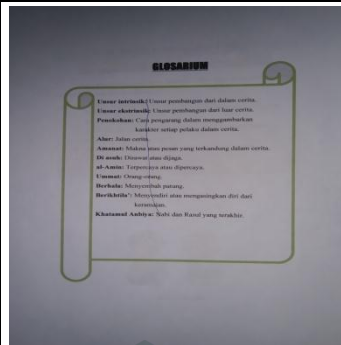 GLOSARIUM
Unsur intrinsik: Unsur pembangun dari dalam cerita.
Unsur ekstrinsik: Unsur pembangun dari luar cerita.
Penokohan: Cara pengarang dalam menggambarkan
karakter setiap pelaku dalam cerita.
Alur: Jalan cerita.
Amanat: Makna atau pesan yang terkandung dalam cerita.
Di asuh: Dirawat atau dijaga.
al-Amin: Terpercaya atau dipercaya.
Ummat: Orang-orang.
Berhala: Menyembah patung.
Berikhtila': Menyendiri atau mengasingkan diri dari
keramaian.
Khatamul Anbiya: Nabi dan Rasul yang terakhir.